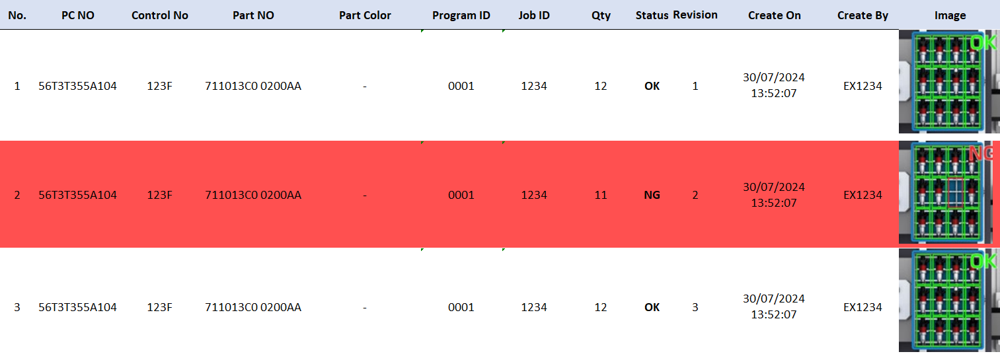 No. PC NO Control No Part NO Part Color Program ID Job ID Qty Status Revision Create On Create By Image
OK
1 56T3T355A104 123F 711013C0 0200AA - 0001 1234 12 OK 1 30/07/2024 EX1234
13:52:07
NG
2 56T3T355A104 123F 711013C0 0200AA - 0001 1234 11 NG 2 30/07/2024 EX1234
13:52:07
OK
3 56T3T355A104 123F 711013C0 0200AA - 0001 1234 12 OK 3 30/07/2024 EX1234
13:52:07